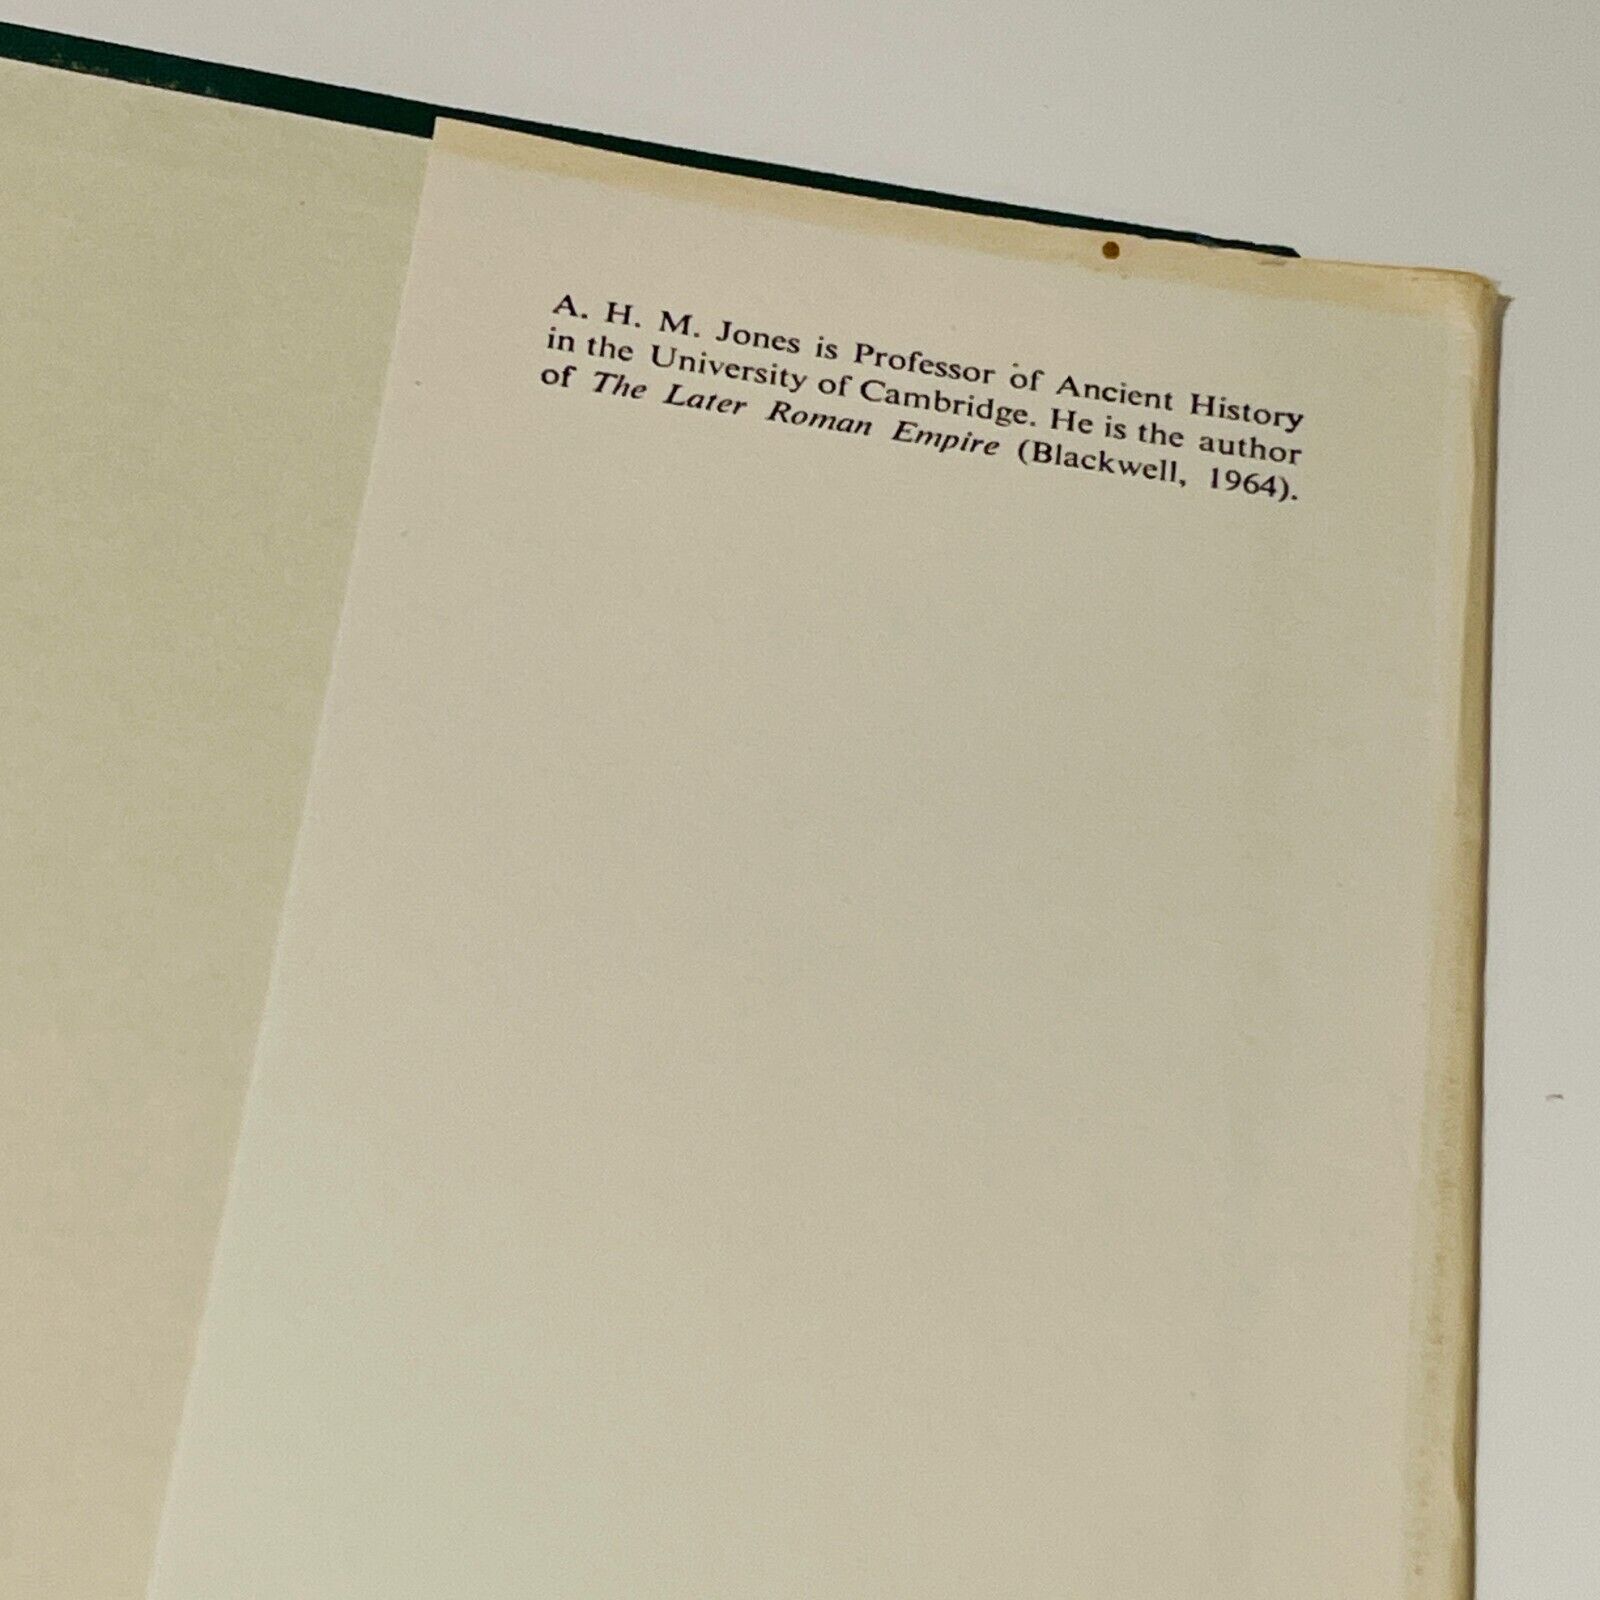 A. H. M. Jones is Professor of Ancient History
in the University of Cambridge. He is the author
of The Later Roman Empire (Blackwell, 1964).